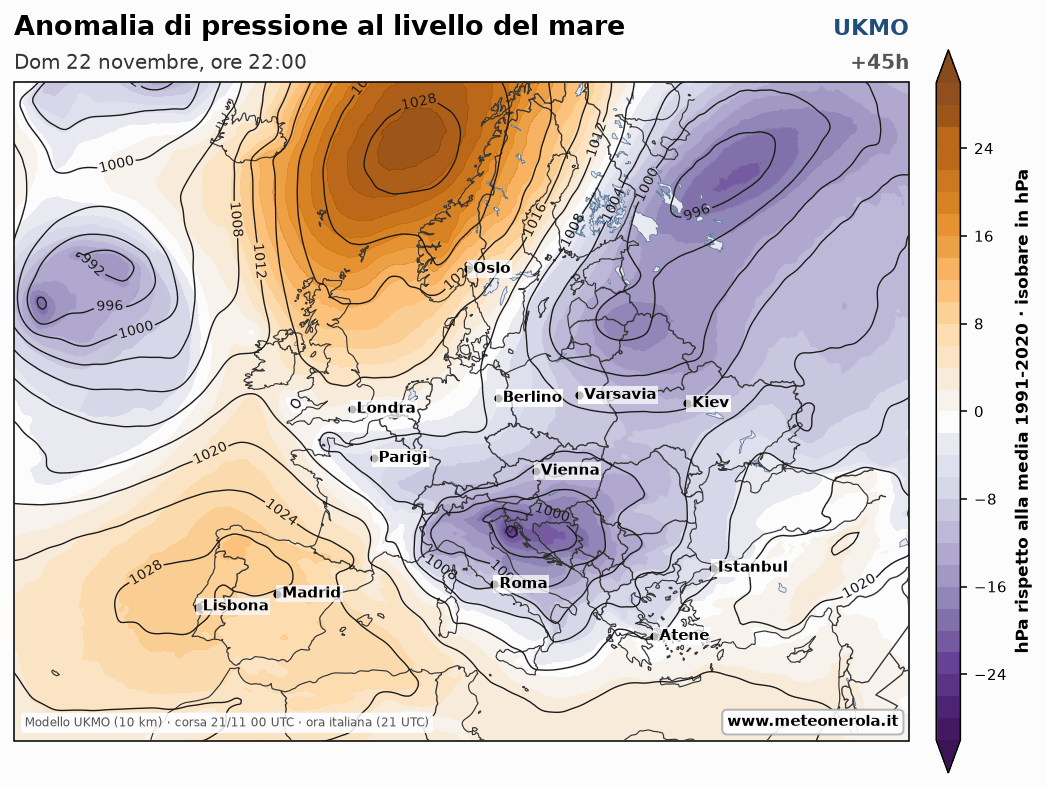 Anomalia di pressione al livello del mare
UKMO
Dom 22 novembre, ore 22:00
+45h
1028
1012
1000
1000
1008
996
1004
1016
1008
992
1012
Oslo
996
1000
Berlino
Varsavia
Kiev
Londra
1020
Parigi
Vienna
1024
1000
1008
1028
Istanbul
Roma
Madrid
1020
Lisbona
Atene
Modello UKMO (10 km) · corsa 21/11 00 UTC · ora italiana (21 UTC)
www.meteonerola.it
24
16
8
0
−8
−16
−24
hPa rispetto alla media 1991-2020 · isobare in hPa